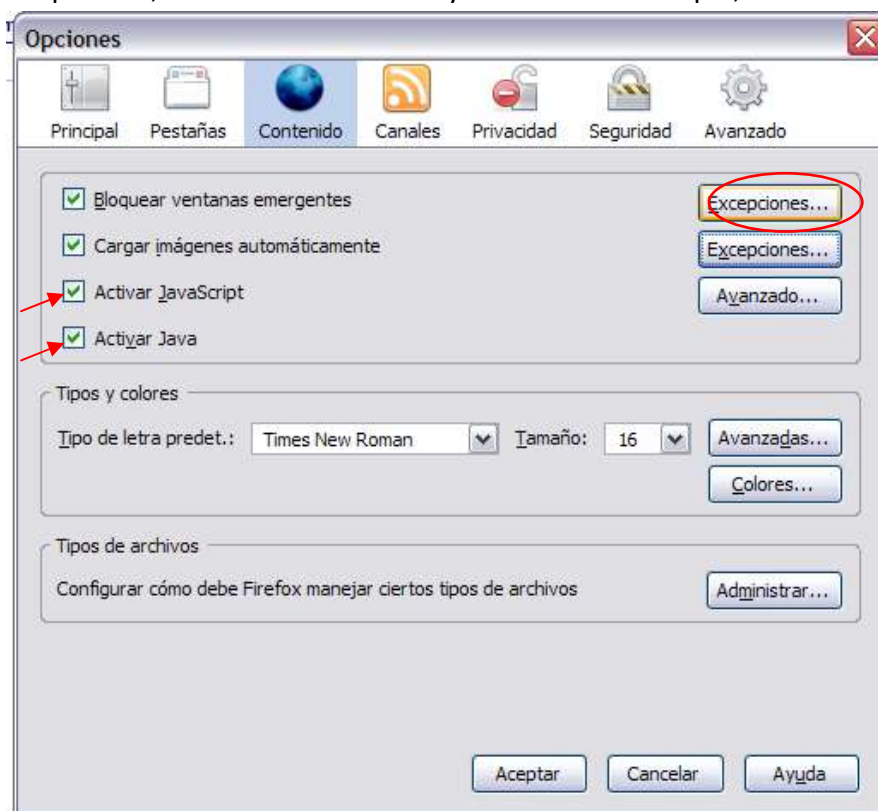 Opciones
Principal Pestañas Contenido Canales Privacidad Seguridad Avanzado
Bloquear ventanas emergentes Excepciones...
Cargar imágenes automáticamente Excepciones...
Activar JavaScript Avanzado...
Activar Java
Tipos y colores
Tipo de letra predet.: Times New Roman Tamaño: 16 Avanzadas...
Colores...
Tipos de archivos
Configurar cómo debe Firefox manejar ciertos tipos de archivos Administrar...
Aceptar Cancelar Ayuda